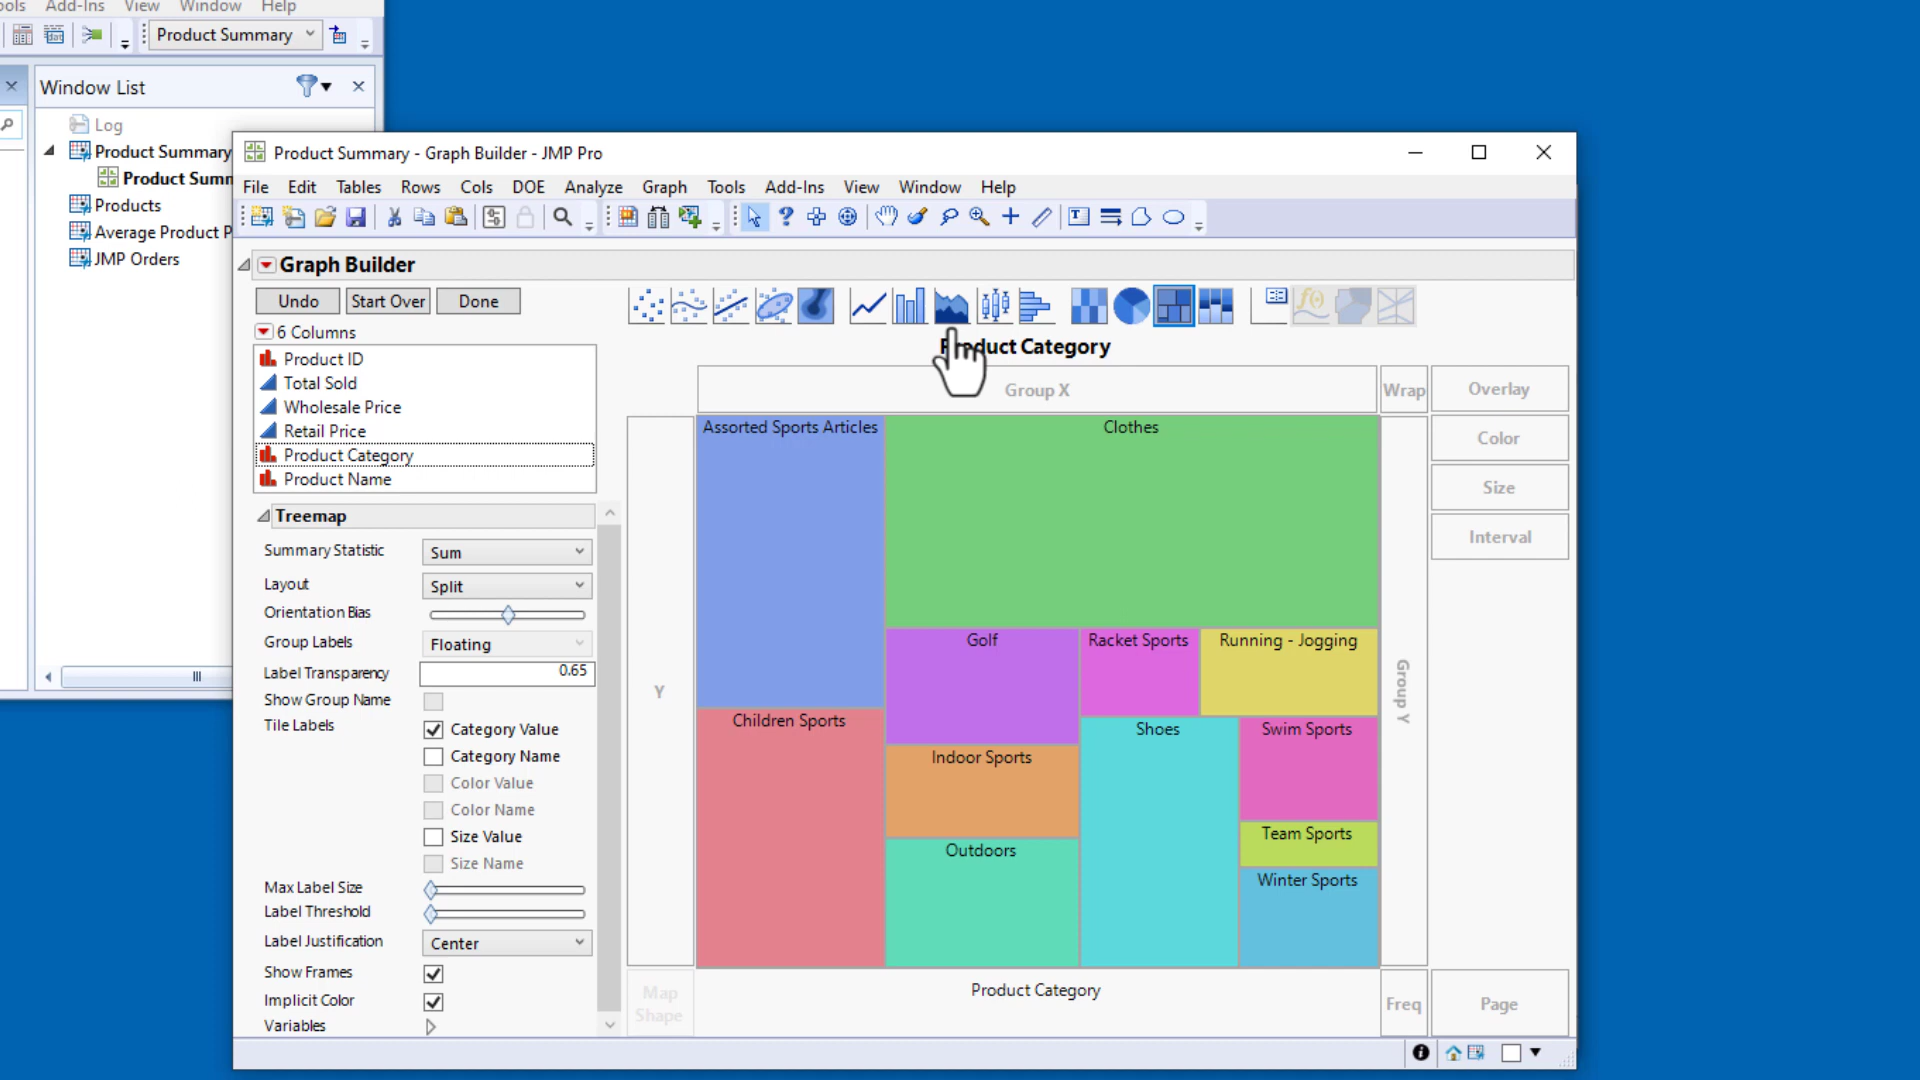 ools Add-Ins View Window Help
Product Summary
Window List
Log
Product Summary
Product Sum
Products
Average Product P
JMP Orders
Product Summary - Graph Builder - JMP Pro
File Edit Tables Rows Cols DOE Analyze Graph Tools Add-Ins View Window Help
Graph Builder
Undo Start Over Done
6 Columns
Product ID
Total Sold
Wholesale Price
Retail Price
Product Category
Product Name
Treemap
Summary Statistic Sum
Layout Split
Orientation Bias
Group Labels Floating
Label Transparency 0.65
Show Group Name
Tile Labels
Category Value
Category Name
Color Value
Color Name
Size Value
Size Name
Max Label Size
Label Threshold
Label Justification Center
Show Frames
Implicit Color
Variables
Product Category
Group X
Wrap
Overlay
Color
Size
Interval
Y
Group Y
Assorted Sports Articles
Clothes
Golf
Racket Sports
Running - Jogging
Children Sports
Shoes
Swim Sports
Indoor Sports
Team Sports
Outdoors
Winter Sports
Map
Shape
Product Category
Freq
Page